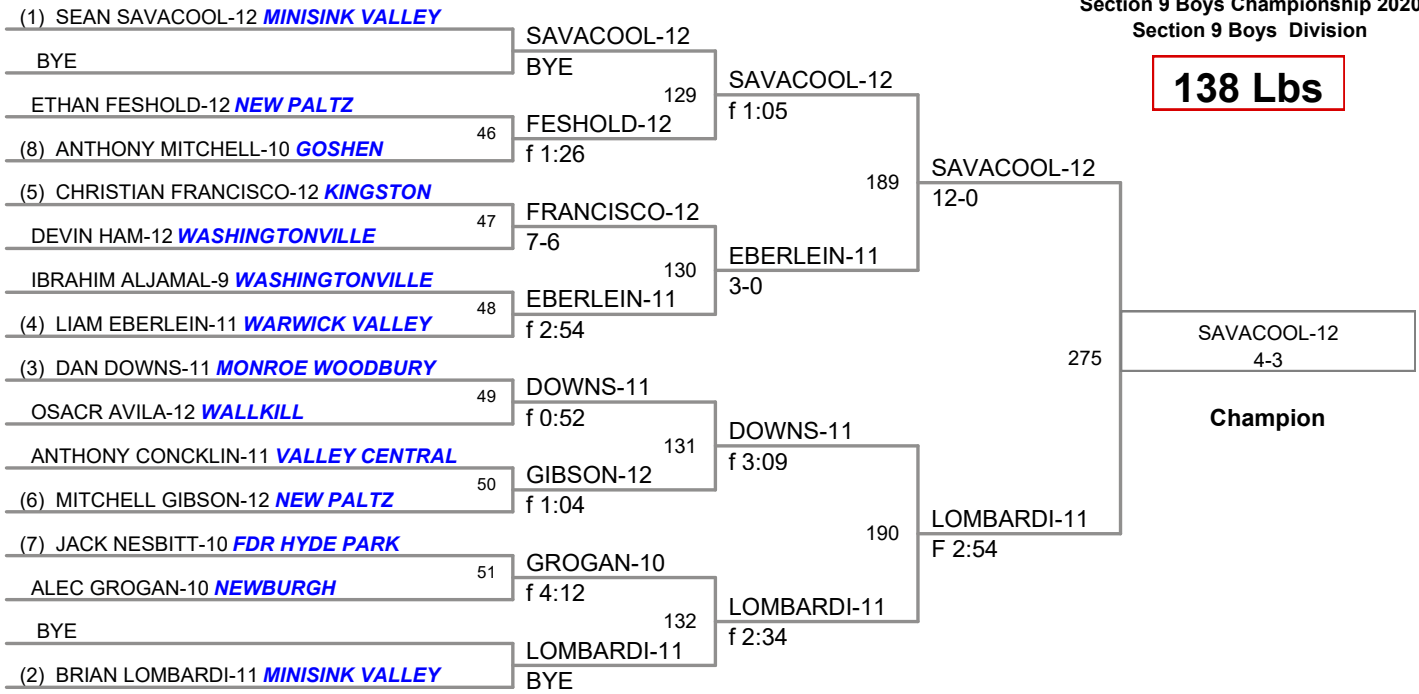 Section 9 Boys Championship 2020
Section 9 Boys Division
138 Lbs
(1) SEAN SAVACOOL-12 MINISINK VALLEY
BYE
ETHAN FESHOLD-12 NEW PALTZ
46
(8) ANTHONY MITCHELL-10 GOSHEN
(5) CHRISTIAN FRANCISCO-12 KINGSTON
47
DEVIN HAM-12 WASHINGTONVILLE
IBRAHIM ALJAMAL-9 WASHINGTONVILLE
48
(4) LIAM EBERLEIN-11 WARWICK VALLEY
(3) DAN DOWNS-11 MONROE WOODBURY
49
OSACR AVILA-12 WALLKILL
ANTHONY CONCKLIN-11 VALLEY CENTRAL
50
(6) MITCHELL GIBSON-12 NEW PALTZ
(7) JACK NESBITT-10 FDR HYDE PARK
51
ALEC GROGAN-10 NEWBURGH
BYE
(2) BRIAN LOMBARDI-11 MINISINK VALLEY
SAVACOOL-12
BYE
129
FESHOLD-12
f 1:26
FRANCISCO-12
7-6
130
EBERLEIN-11
f 2:54
DOWNS-11
f 0:52
131
GIBSON-12
f 1:04
GROGAN-10
f 4:12
132
LOMBARDI-11
BYE
SAVACOOL-12
f 1:05
189
EBERLEIN-11
3-0
DOWNS-11
f 3:09
190
LOMBARDI-11
f 2:34
SAVACOOL-12
12-0
275
LOMBARDI-11
F 2:54
SAVACOOL-12
4-3
Champion